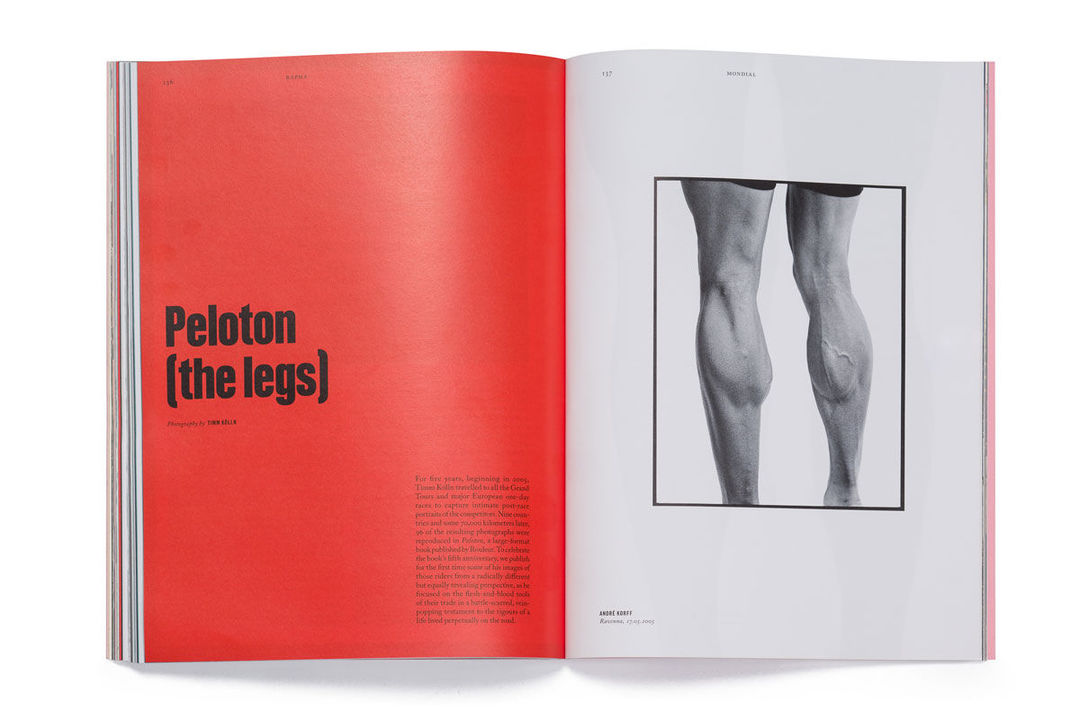 136
RAPHA
Peloton
(the legs)
Photography by TIMM KÖLLN
For five years, beginning in 2005,
Timm Kölln travelled to all the Grand
Tours and major European one-day
races to capture intimate post-race
portraits of the competitors. Nine coun-
tries and some 70,000 kilometers later,
96 of the resulting photographs were
reproduced in Peloton, a large-format
book published by Rouleur. To celebrate
the book's fifth anniversary, we publish
for the first time some of his images of
those riders from a radically different
but equally revealing perspective, as he
focused on the flesh-and-blood tools
of their trade in a battle-scarred, vein-
popping testament to the rigours of a
life lived perpetually on the road.
137
MONDIAL
ANDRÉ KORFF
Ravenna, 17.05.2005